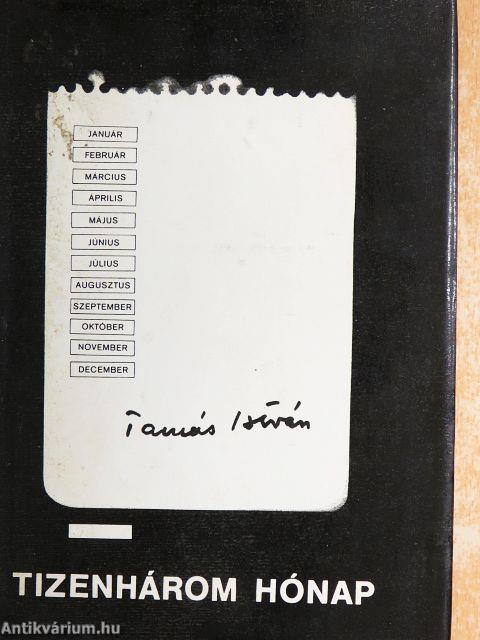 JANUÁR
FEBRUÁR
MÁRCIUS
ÁPRILIS
MÁJUS
JÚNIUS
JÚLIUS
AUGUSZTUS
SZEPTEMBER
OKTÓBER
NOVEMBER
DECEMBER
Tamás István
TIZENHÁROM HÓNAP
Antikvárium.hu